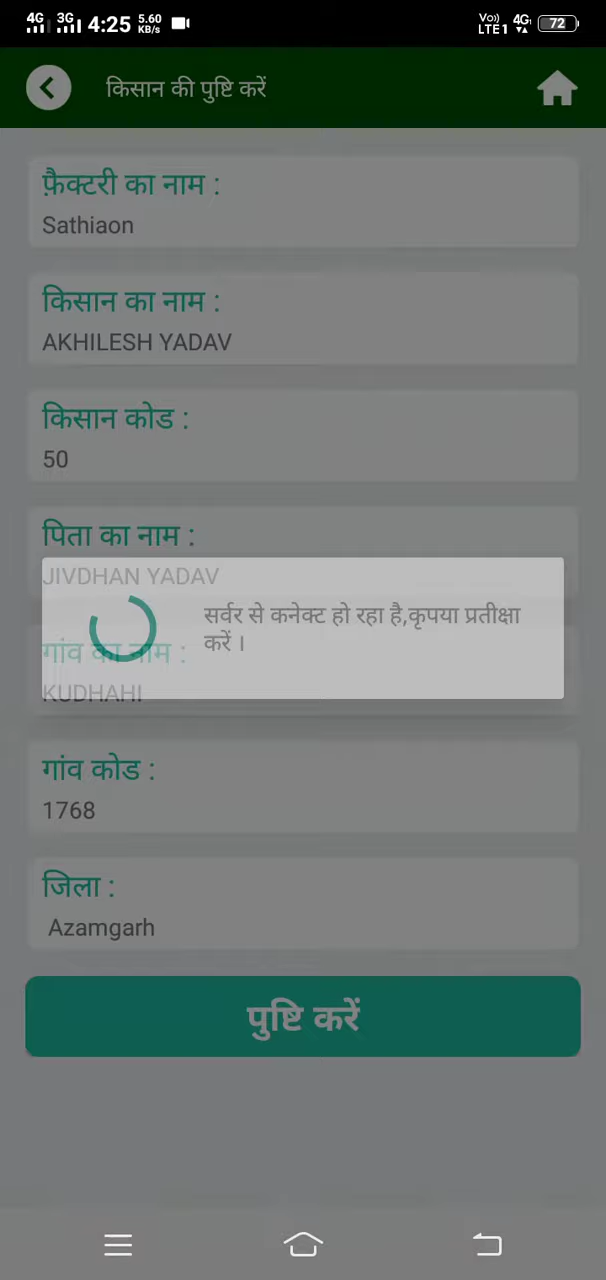 4G 3G 4:25 5.60 KB/s Vo)) LTE1 4G 72
किसान की पुष्टि करें
फ़ैक्टरी का नाम :
Sathiaon
किसान का नाम :
AKHILESH YADAV
किसान कोड :
50
पिता का नाम :
JIVDHAN YADAV
सर्वर से कनेक्ट हो रहा है,कृपया प्रतीक्षा
करें ।
गांव का नाम :
KUDHAHI
गांव कोड :
1768
जिला :
Azamgarh
पुष्टि करें